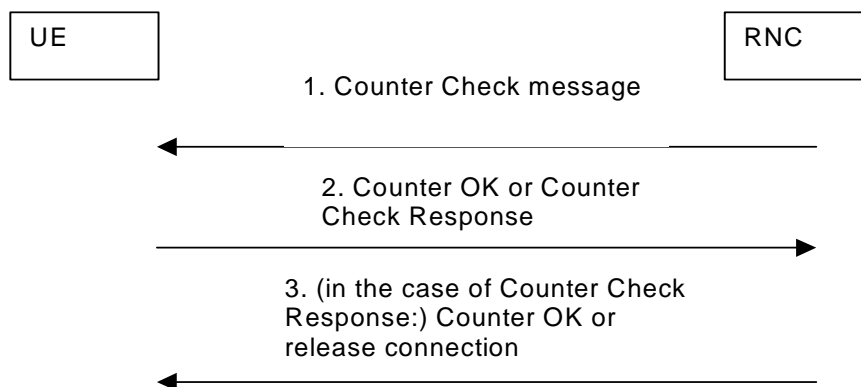 UE
RNC
1. Counter Check message
2. Counter OK or Counter
Check Response
3. (in the case of Counter Check
Response:) Counter OK or
release connection